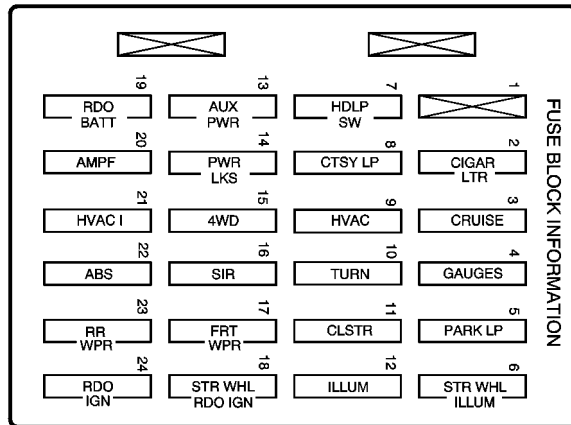 19
RDO
BATT
13
AUX
PWR
7
HDLP
SW
1
20
AMPF
14
PWR
LKS
8
CTSY LP
2
CIGAR
LTR
21
HVAC I
15
4WD
9
HVAC
3
CRUISE
22
ABS
16
SIR
10
TURN
4
GAUGES
23
RR
WPR
17
FRT
WPR
11
CLSTR
5
PARK LP
24
RDO
IGN
18
STR WHL
RDO IGN
12
ILLUM
6
STR WHL
ILLUM
FUSE BLOCK INFORMATION